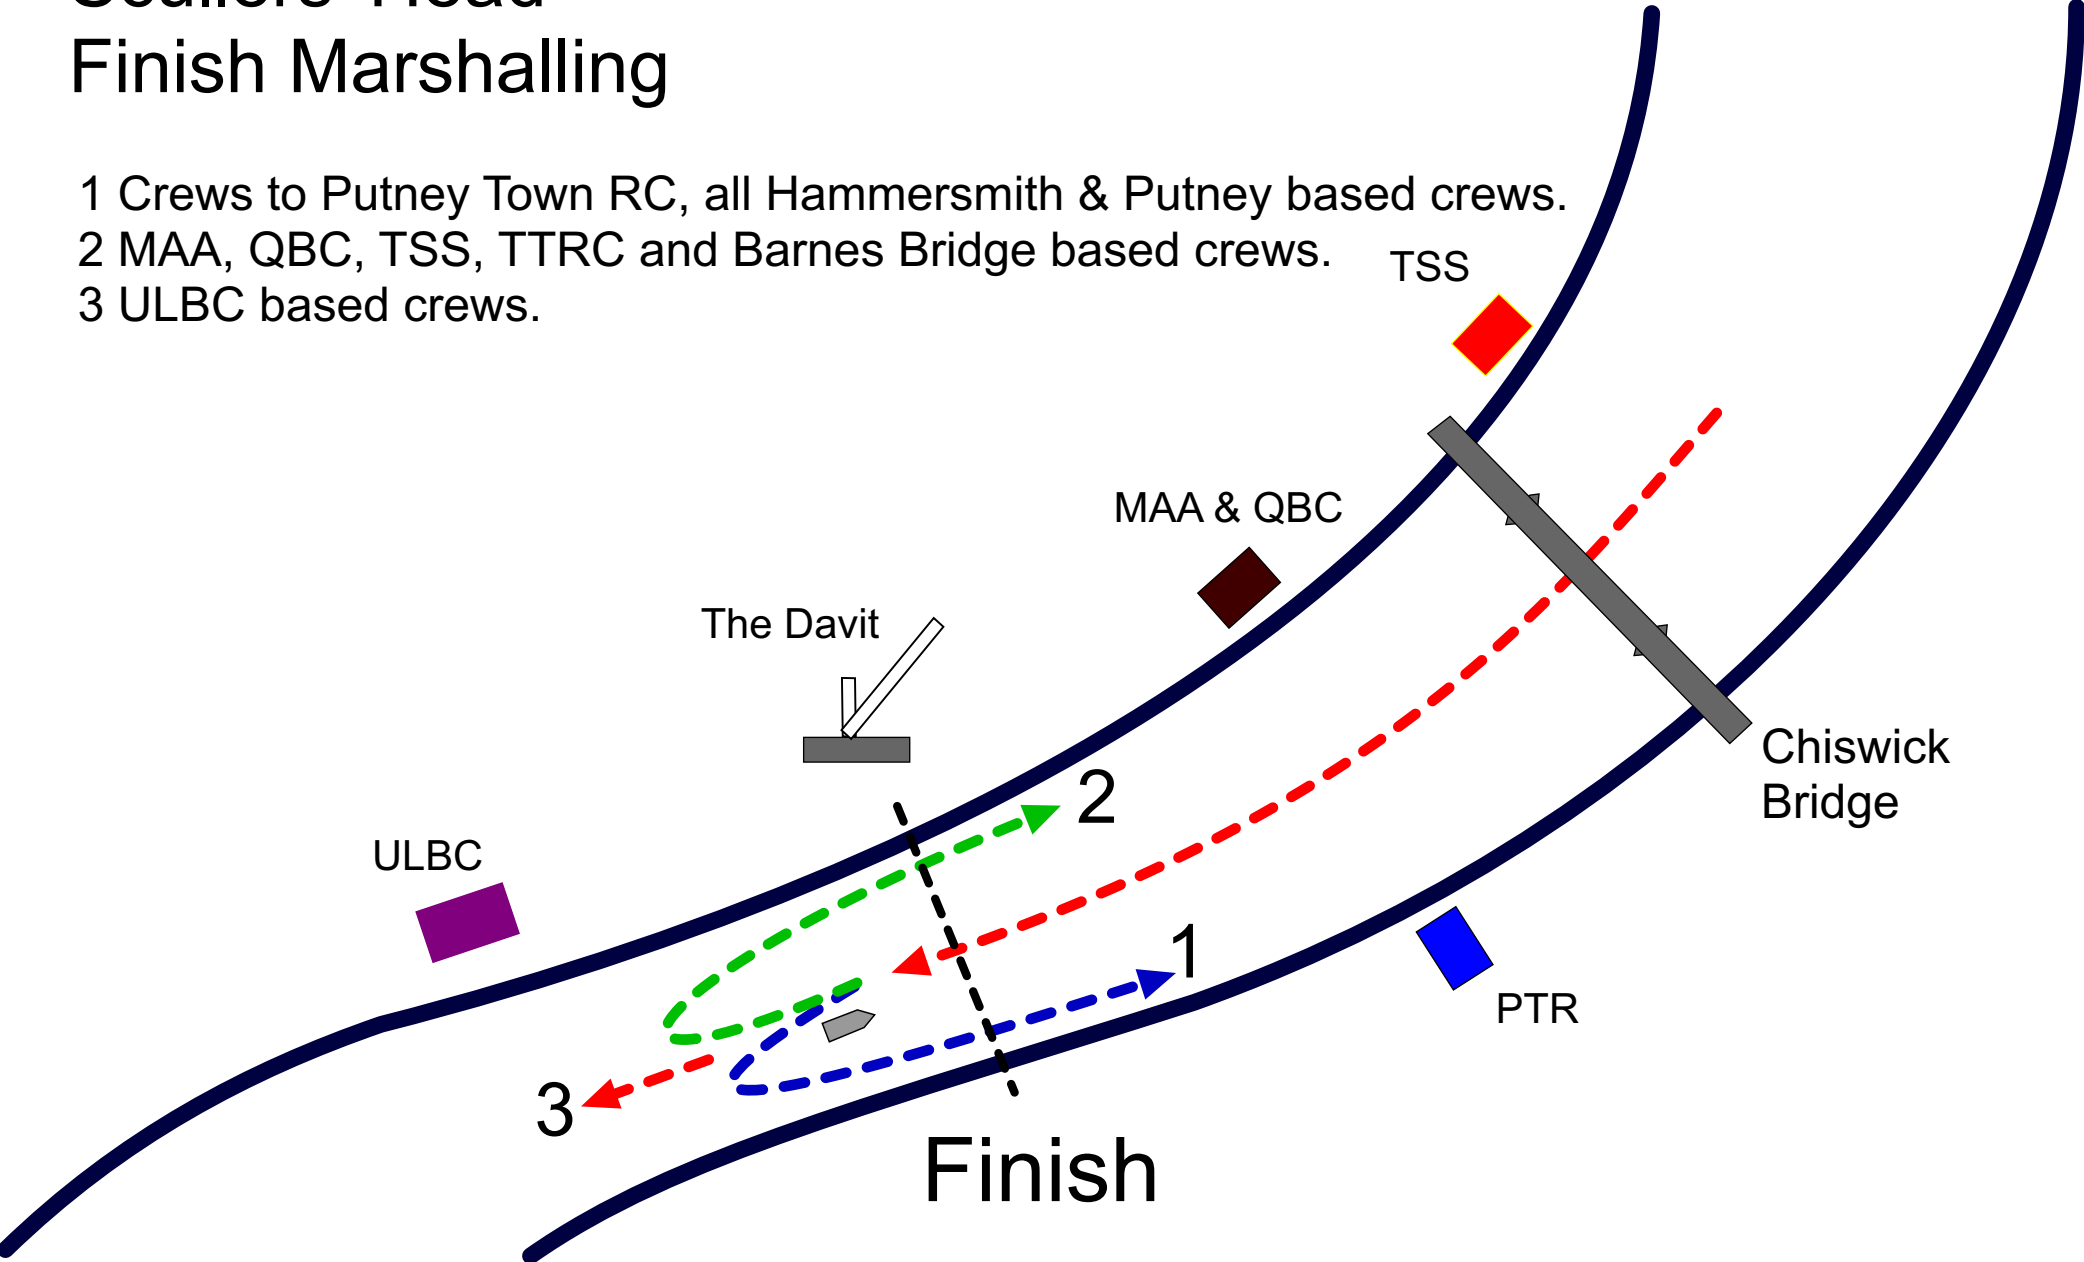 Scullers' Head
Finish Marshalling
1 Crews to Putney Town RC, all Hammersmith & Putney based crews.
2 MAA, QBC, TSS, TTRC and Barnes Bridge based crews.
3 ULBC based crews.
TSS
MAA & QBC
The Davit
Chiswick
Bridge
2
ULBC
1
PTR
3
Finish